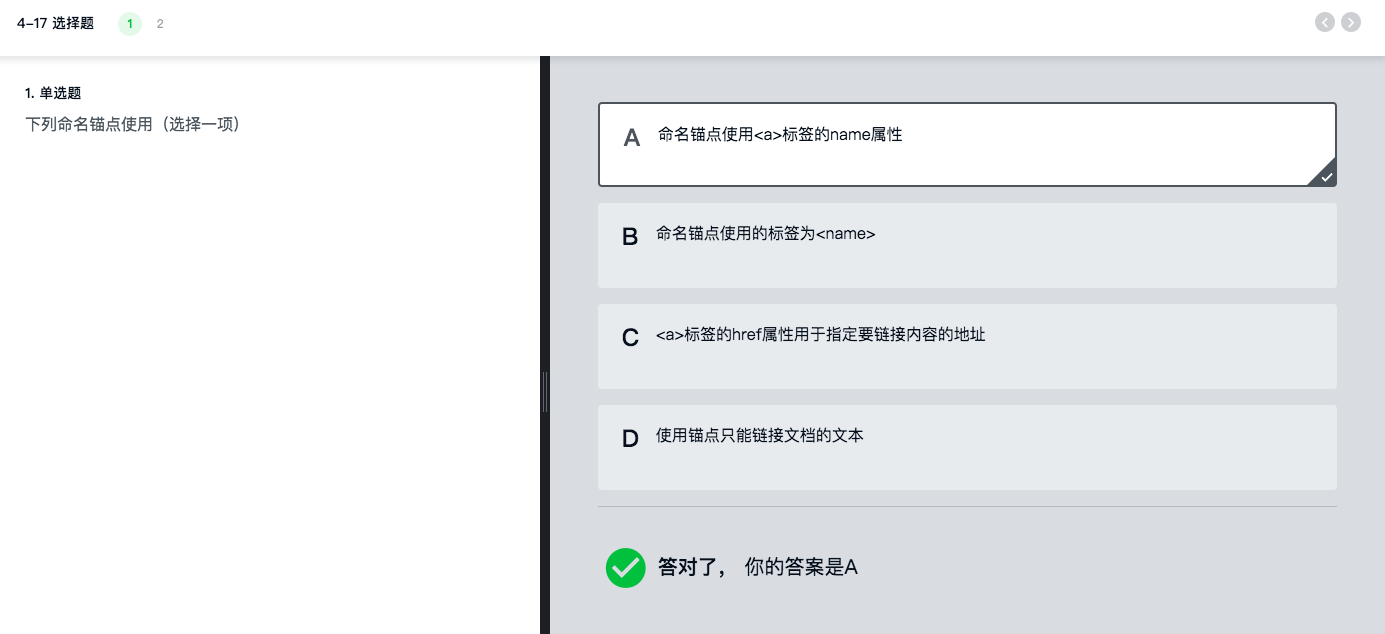 4-17 选择题 1 2
1. 单选题
下列命名锚点使用（选择一项）
A 命名锚点使用<a>标签的name属性
B 命名锚点使用的标签为<name>
C <a>标签的href属性用于指定要链接内容的地址
D 使用锚点只能链接文档的文本
答对了， 你的答案是A